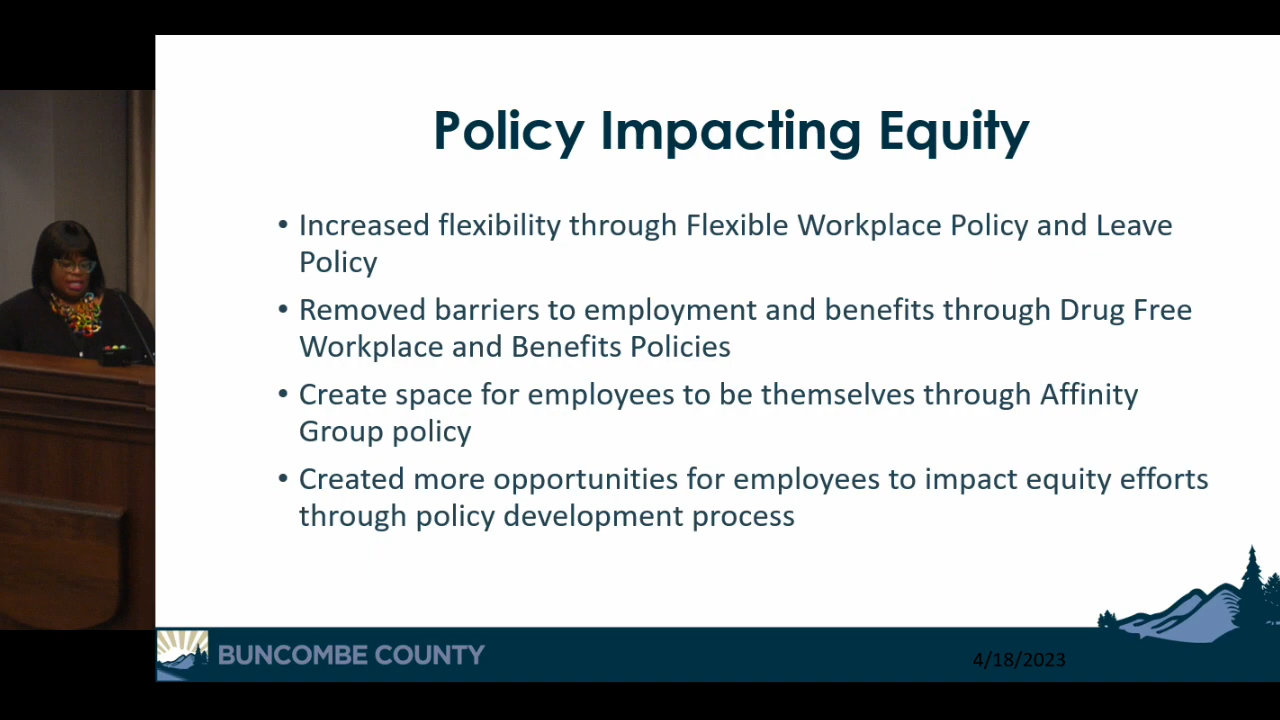 Policy Impacting Equity
• Increased flexibility through Flexible Workplace Policy and Leave
Policy
• Removed barriers to employment and benefits through Drug Free
Workplace and Benefits Policies
• Create space for employees to be themselves through Affinity
Group policy
• Created more opportunities for employees to impact equity efforts
through policy development process
BUNCOMBE COUNTY
4/18/2023